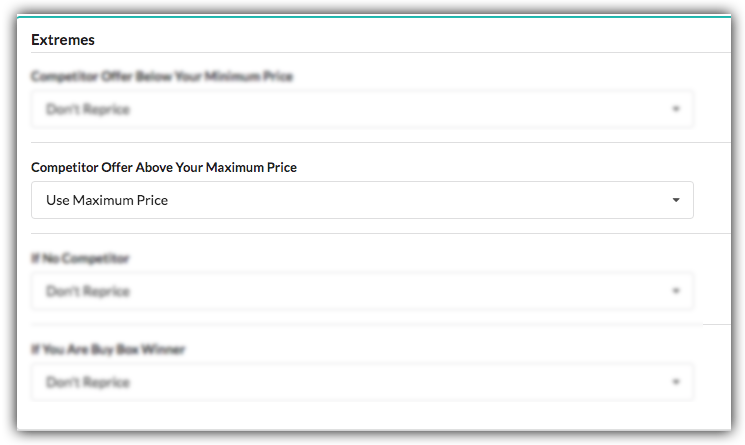 Extremes
Competitor Offer Below Your Minimum Price
Don't Reprice
Competitor Offer Above Your Maximum Price
Use Maximum Price
If No Competitor
Don't Reprice
If You Are Buy Box Winner
Don't Reprice